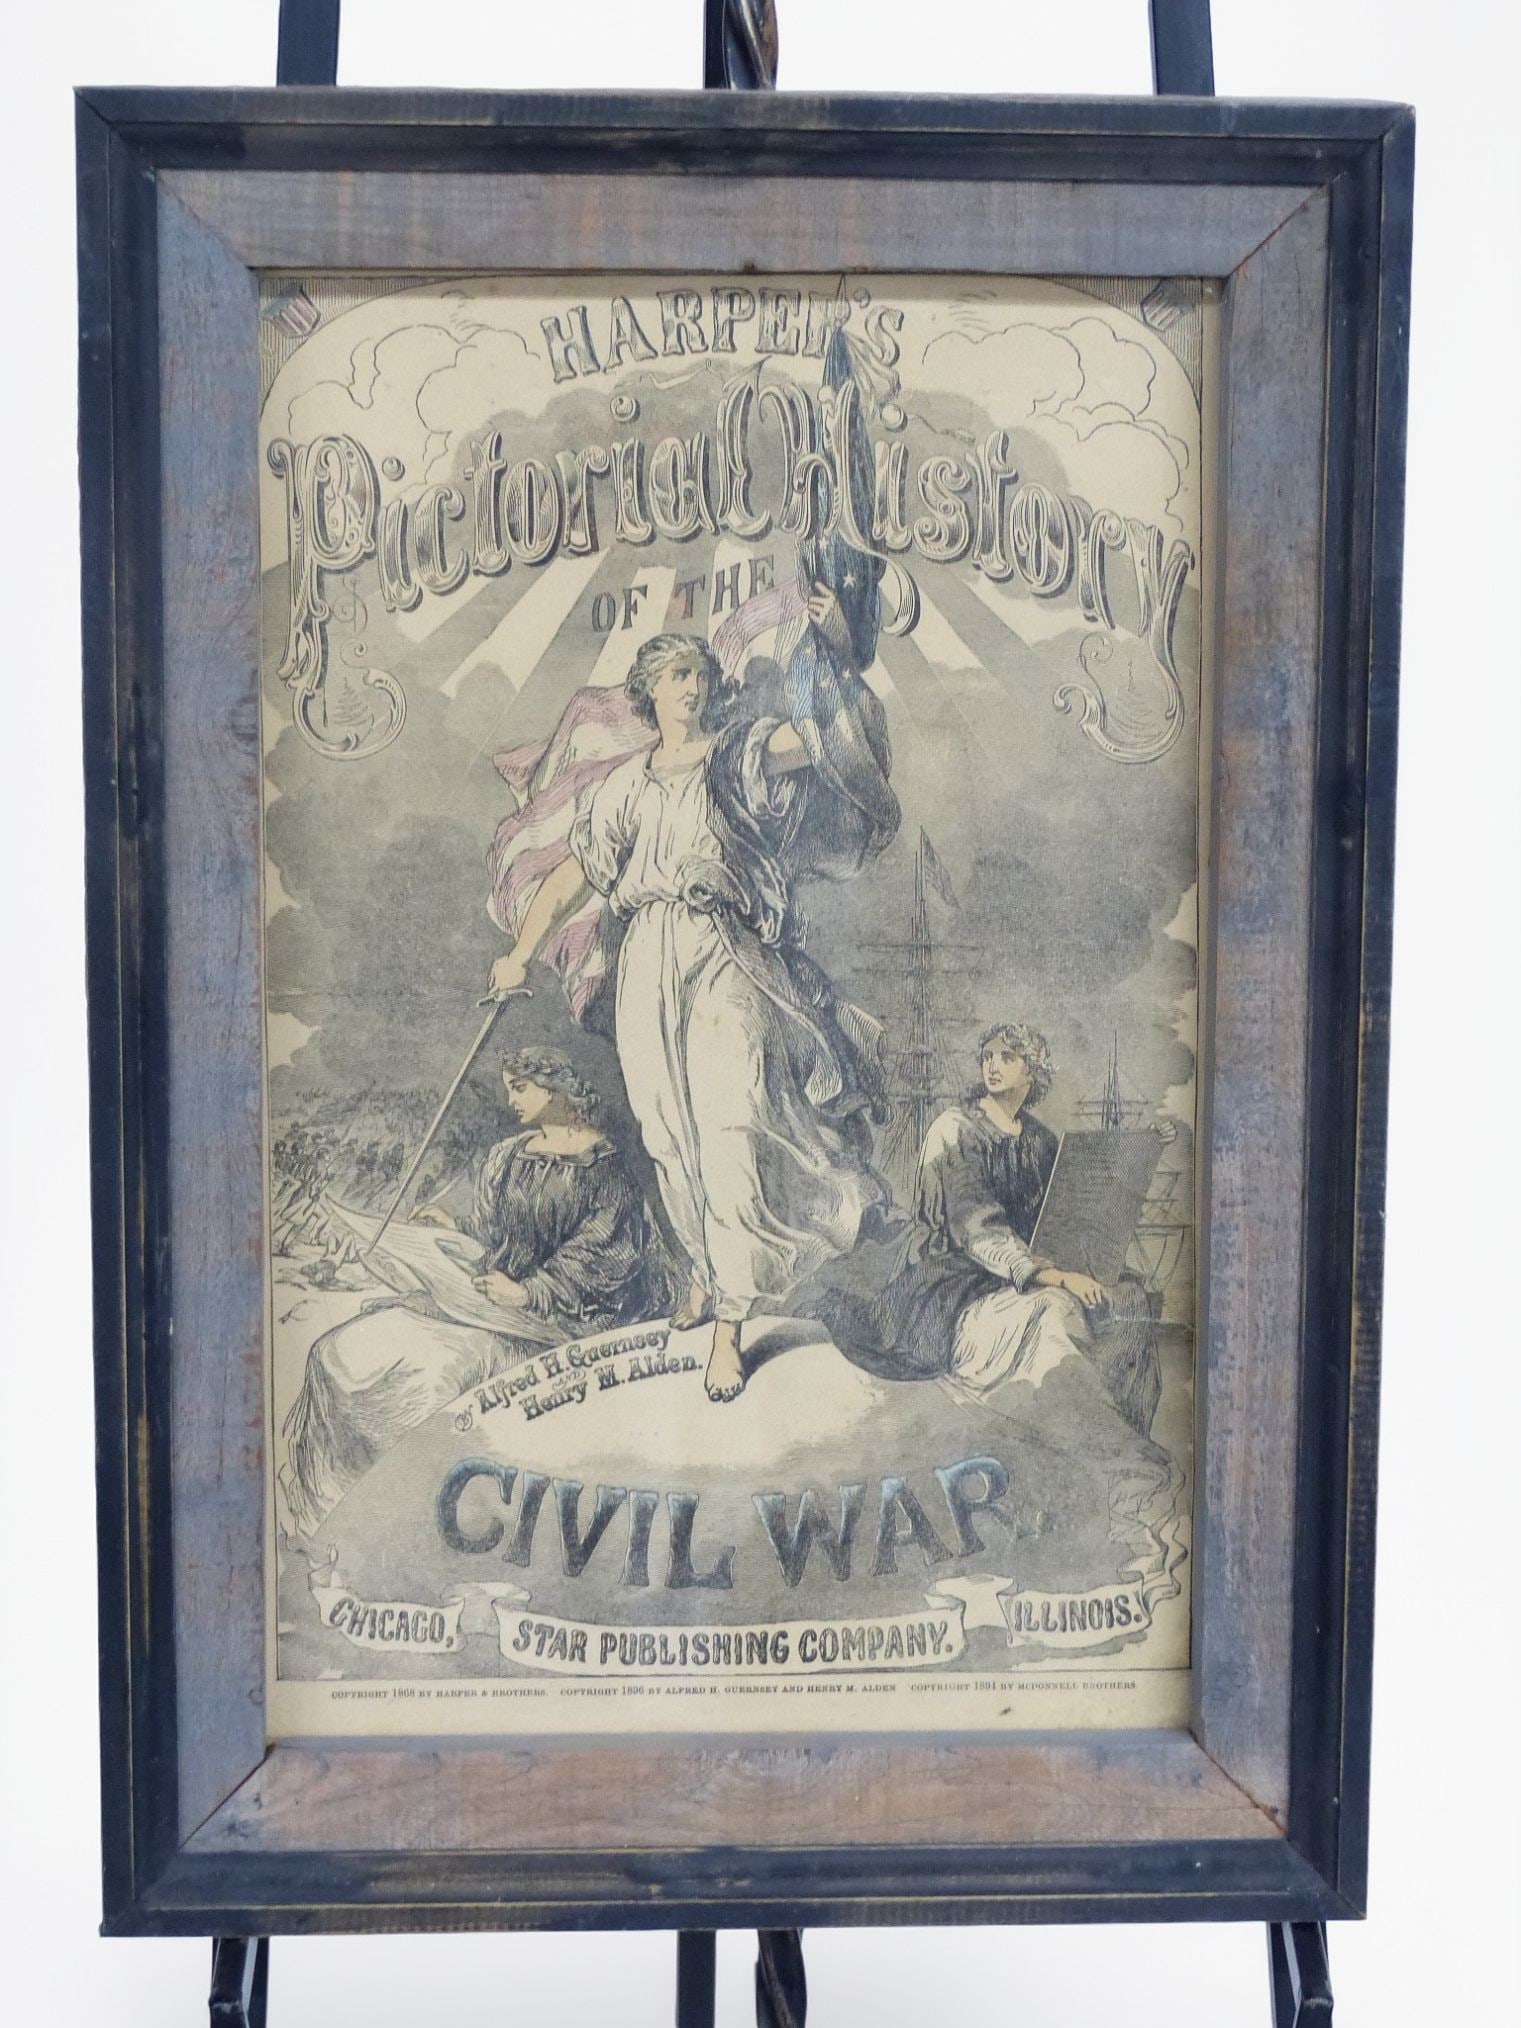 HARPER'S
Pictorial History
OF THE
BY Alfred H. Guernsey
AND
Henry M. Alden.
CIVIL WAR.
CHICAGO, STAR PUBLISHING COMPANY. ILLINOIS.
COPYRIGHT 1868 BY HARPER & BROTHERS. COPYRIGHT 1896 BY ALFRED H. GUERNSEY AND HENRY M. ALDEN COPYRIGHT 1894 BY MCDONNELL BROTHERS